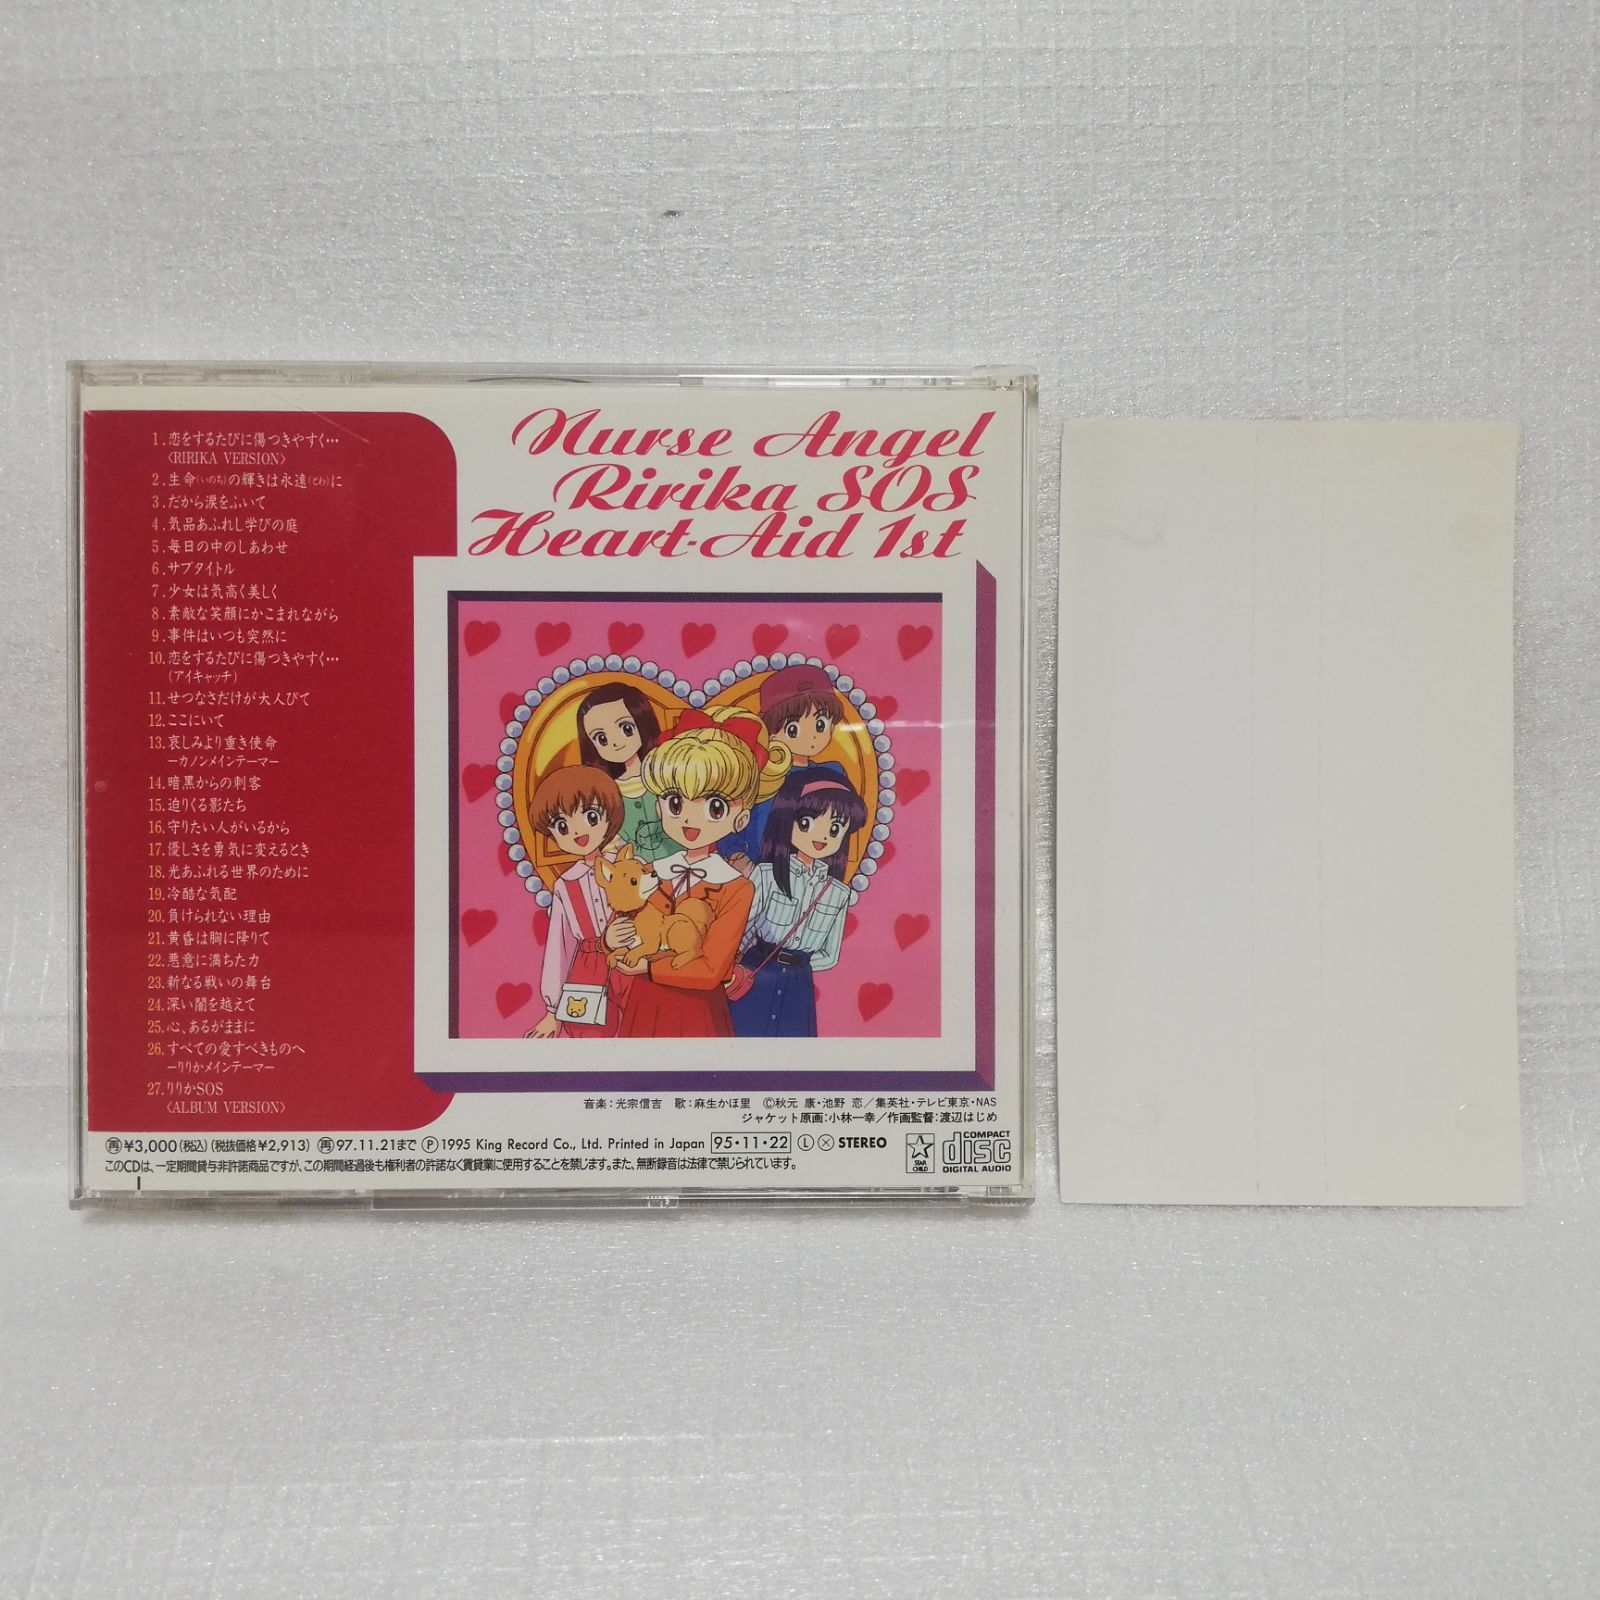 Nurse Angel
Ririka SOS
Heart-Aid 1st
1.恋をするたびに傷つきやすく…
〈RIRIKA VERSION〉
2.生命(いのち)の輝きは永遠(とわ)に
3.だから涙をふいて
4.気品あふれし学びの庭
5.毎日の中のしあわせ
6.サブタイトル
7.少女は気高く美しく
8.素敵な笑顔にかこまれながら
9.事件はいつも突然に
10.恋をするたびに傷つきやすく…
(アイキャッチ)
11.せつなさだけが大人びて
12.ここにいて
13.哀しみより重き使命
ーカノンメインテーマー
14.暗黒からの刺客
15.迫りくる影たち
16.守りたい人がいるから
17.優しさを勇気に変えるとき
18.光あふれる世界のために
19.冷酷な気配
20.負けられない理由
21.黄昏は胸に降りて
22.悪意に満ちた力
23.新なる戦いの舞台
24.深い闇を越えて
25.心、あるがままに
26.すべての愛すべきものへ
ーりりかメインテーマー
27.りりかSOS
〈ALBUM VERSION〉
音楽:光宗信吉 歌:麻生かほ里 Ⓒ秋元 康・池野 恋/集英社・テレビ東京・NAS
ジャケット原画:小林一幸/作画監督:渡辺はじめ
再¥3,000(税込)(税抜価格¥2,913) 再97.11.21まで Ⓟ1995 King Record Co., Ltd. Printed in Japan 95・11・22 Ⓛ Ⓧ STEREO
STAR CHILD
COMPACT disc DIGITAL AUDIO
このCDは、一定期間貸与非許諾商品ですが、この期間経過後も権利者の許諾なく賃貸業に使用することを禁じます。また、無断録音は法律で禁じられています。